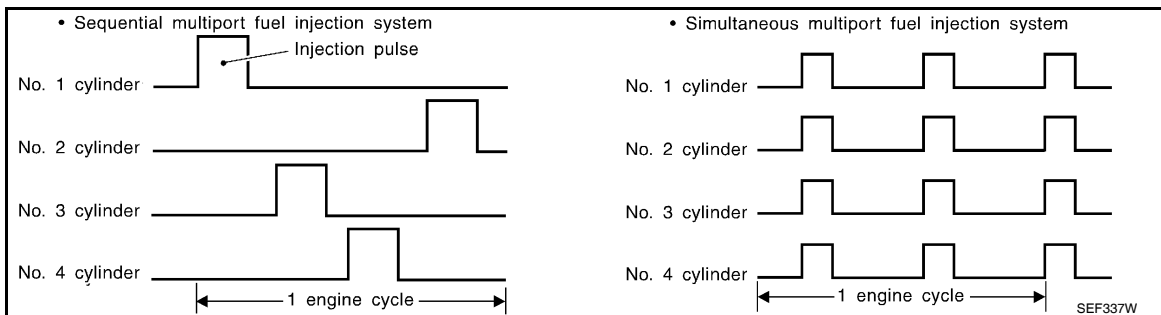 • Sequential multiport fuel injection system
Injection pulse
No. 1 cylinder
No. 2 cylinder
No. 3 cylinder
No. 4 cylinder
1 engine cycle
• Simultaneous multiport fuel injection system
No. 1 cylinder
No. 2 cylinder
No. 3 cylinder
No. 4 cylinder
1 engine cycle
SEF337W